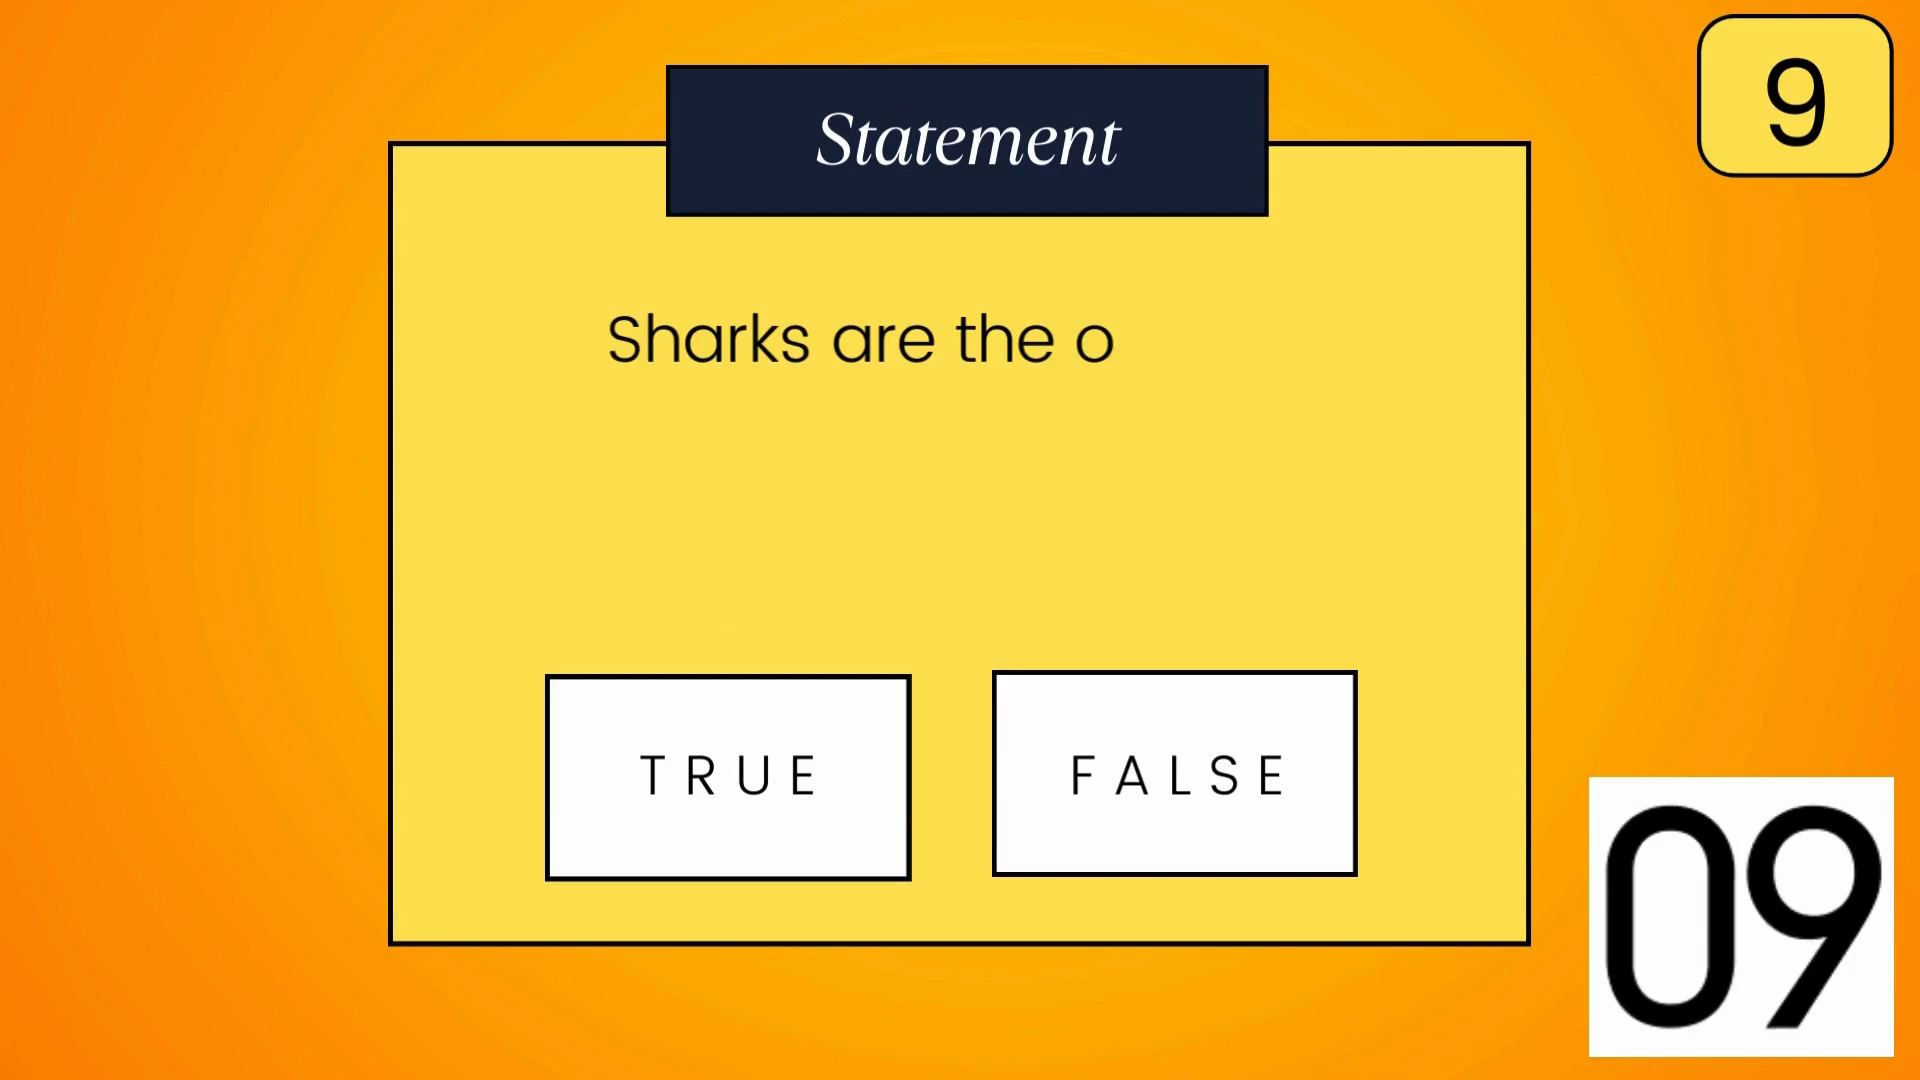 9
Statement
Sharks are the o
TRUE
FALSE
09